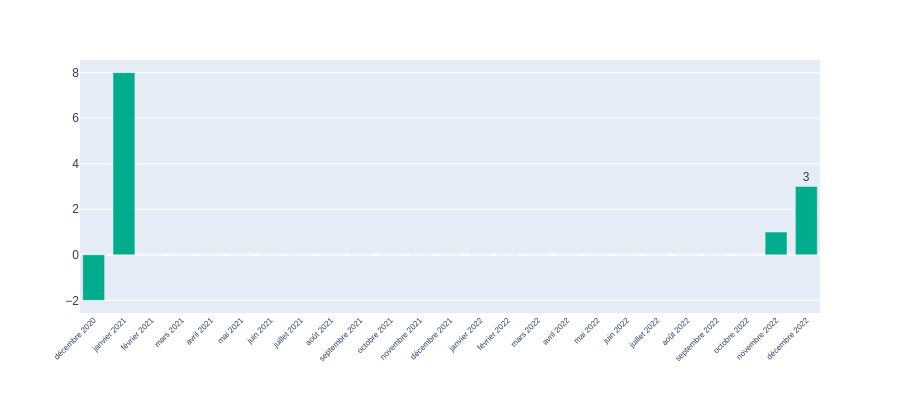 8
6
4
2
0
−2
3
décembre 2020
janvier 2021
février 2021
mars 2021
avril 2021
mai 2021
juin 2021
juillet 2021
août 2021
septembre 2021
octobre 2021
novembre 2021
décembre 2021
janvier 2022
février 2022
mars 2022
avril 2022
mai 2022
juin 2022
juillet 2022
août 2022
septembre 2022
octobre 2022
novembre 2022
décembre 2022